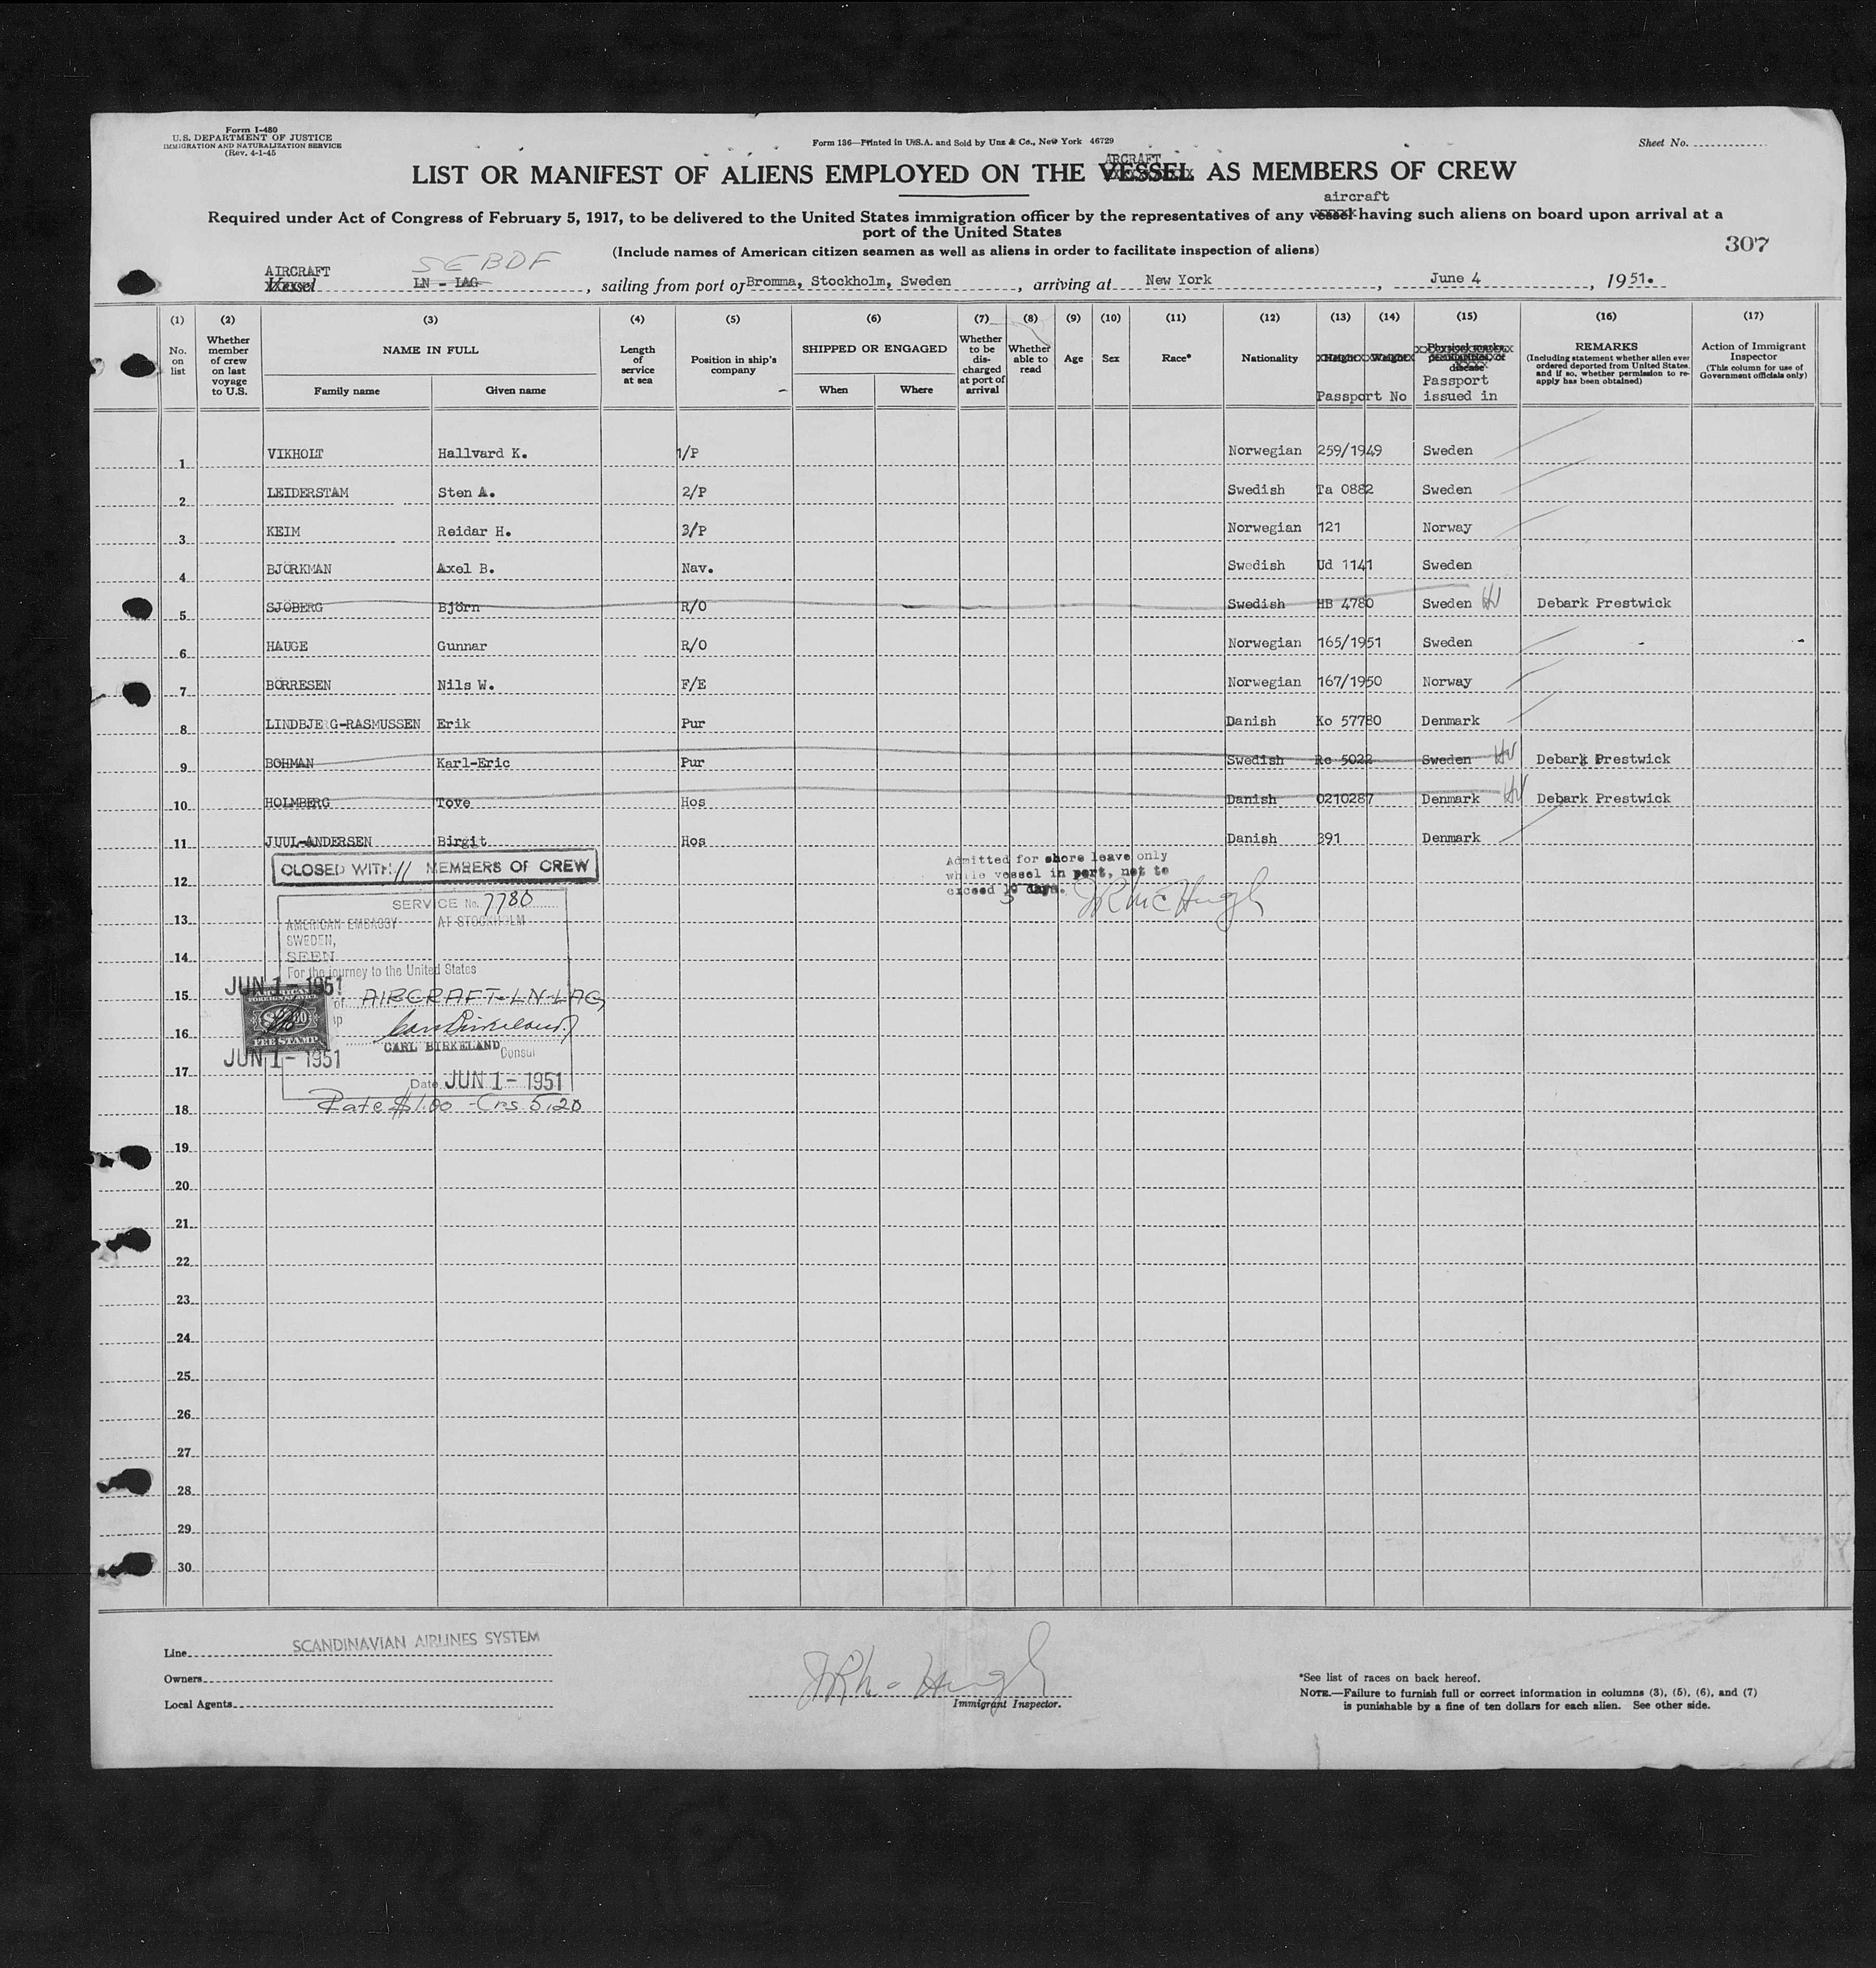 Form I-480
U. S. DEPARTMENT OF JUSTICE
IMMIGRATION AND NATURALIZATION SERVICE
(Rev. 4-1-45
Form 136—Printed in U.S.A. and Sold by Unz & Co., New York 46729
Sheet No.
ARCRAFT
LIST OR MANIFEST OF ALIENS EMPLOYED ON THE VESSEL AS MEMBERS OF CREW
aircraft
Required under Act of Congress of February 5, 1917, to be delivered to the United States immigration officer by the representatives of any vessel having such aliens on board upon arrival at a
port of the United States
307
(Include names of American citizen seamen as well as aliens in order to facilitate inspection of aliens)
AIRCRAFT SEBDF
Vessel LN - LAG, sailing from port of Bromma, Stockholm, Sweden, arriving at New York, June 4, 1951.
(1) (2) (3) (4) (5) (6) (7) (8) (9) (10) (11) (12) (13) (14) (15) (16) (17)
No. on list
Whether member of crew on last voyage to U.S.
NAME IN FULL
Family name Given name
Length of service at sea
Position in ship's company
SHIPPED OR ENGAGED
When Where
Whether to be discharged at port of arrival
Whether able to read
Age
Sex
Race*
Nationality
Height Weight
Passport No
Physical marks, peculiarities, or disease
Passport issued in
REMARKS
(Including statement whether alien ever ordered deported from United States, and if so, whether permission to re-apply has been obtained)
Action of Immigrant Inspector
(This column for use of Government officials only)
1 VIKHOLT Hallvard K. 1/P Norwegian 259/1949 Sweden
2 LEIDERSTAM Sten A. 2/P Swedish Ta 0882 Sweden
3 KEIM Reidar H. 3/P Norwegian 121 Norway
4 BJÖRKMAN Axel B. Nav. Swedish Ud 1141 Sweden
5 SJÖBERG Björn R/O Swedish HB 4780 Sweden Debark Prestwick
6 HAUGE Gunnar R/O Norwegian 165/1951 Sweden
7 BÖRRESEN Nils W. F/E Norwegian 167/1950 Norway
8 LINDBJERG-RASMUSSEN Erik Pur Danish Ko 57780 Denmark
9 BOHMAN Karl-Eric Pur Swedish Rc 5022 Sweden Debark Prestwick
10 HOLMBERG Tove Hos Danish 0210287 Denmark Debark Prestwick
11 JUUL-ANDERSEN Birgit Hos Danish 391 Denmark
CLOSED WITH 11 MEMBERS OF CREW
Admitted for shore leave only
while vessel in port, not to
exceed days.
JR McHugh
12
SERVICE No. 7780
13
AMERICAN EMBASSY AT STOCKHOLM
SWEDEN,
14
SEEN
For the journey to the United States
JUN 1 - 1951
15
of AIRCRAFT-LN-LAG
FOREIGN SERVICE
FEE STAMP
16
CARL BIRKELAND
Consul
JUN 1 - 1951
17
Date JUN 1 - 1951
Rate $1.00 - Crs 5.20
18
19
20
21
22
23
24
25
26
27
28
29
30
Line SCANDINAVIAN AIRLINES SYSTEM
Owners
Local Agents
JR McHugh
Immigrant Inspector.
*See list of races on back hereof.
NOTE.—Failure to furnish full or correct information in columns (3), (5), (6), and (7)
is punishable by a fine of ten dollars for each alien. See other side.